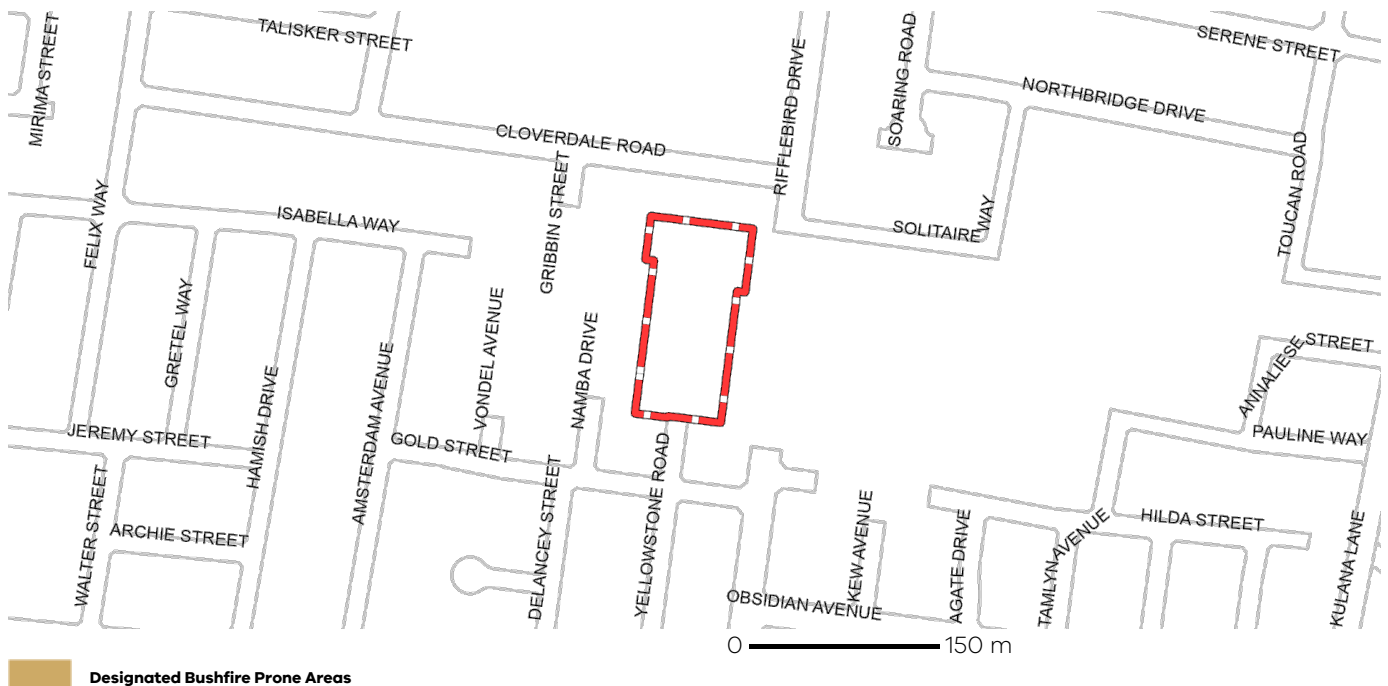 TALISKER STREET
SERENE STREET
MIRIMA STREET
SOARING ROAD
RIFFLEBIRD DRIVE
NORTHBRIDGE DRIVE
CLOVERDALE ROAD
TOUCAN ROAD
GRIBBIN STREET
FELIX WAY
ISABELLA WAY
SOLITAIRE WAY
GRETEL WAY
VONDEL AVENUE
NAMBA DRIVE
ANNALIESE STREET
AMSTERDAM AVENUE
HAMISH DRIVE
JEREMY STREET
GOLD STREET
PAULINE WAY
WALTER STREET
DELANCEY STREET
YELLOWSTONE ROAD
ARCHIE STREET
KEW AVENUE
AGATE DRIVE
TAMLYN AVENUE
HILDA STREET
KULANA LANE
OBSIDIAN AVENUE
0 150 m
Designated Bushfire Prone Areas